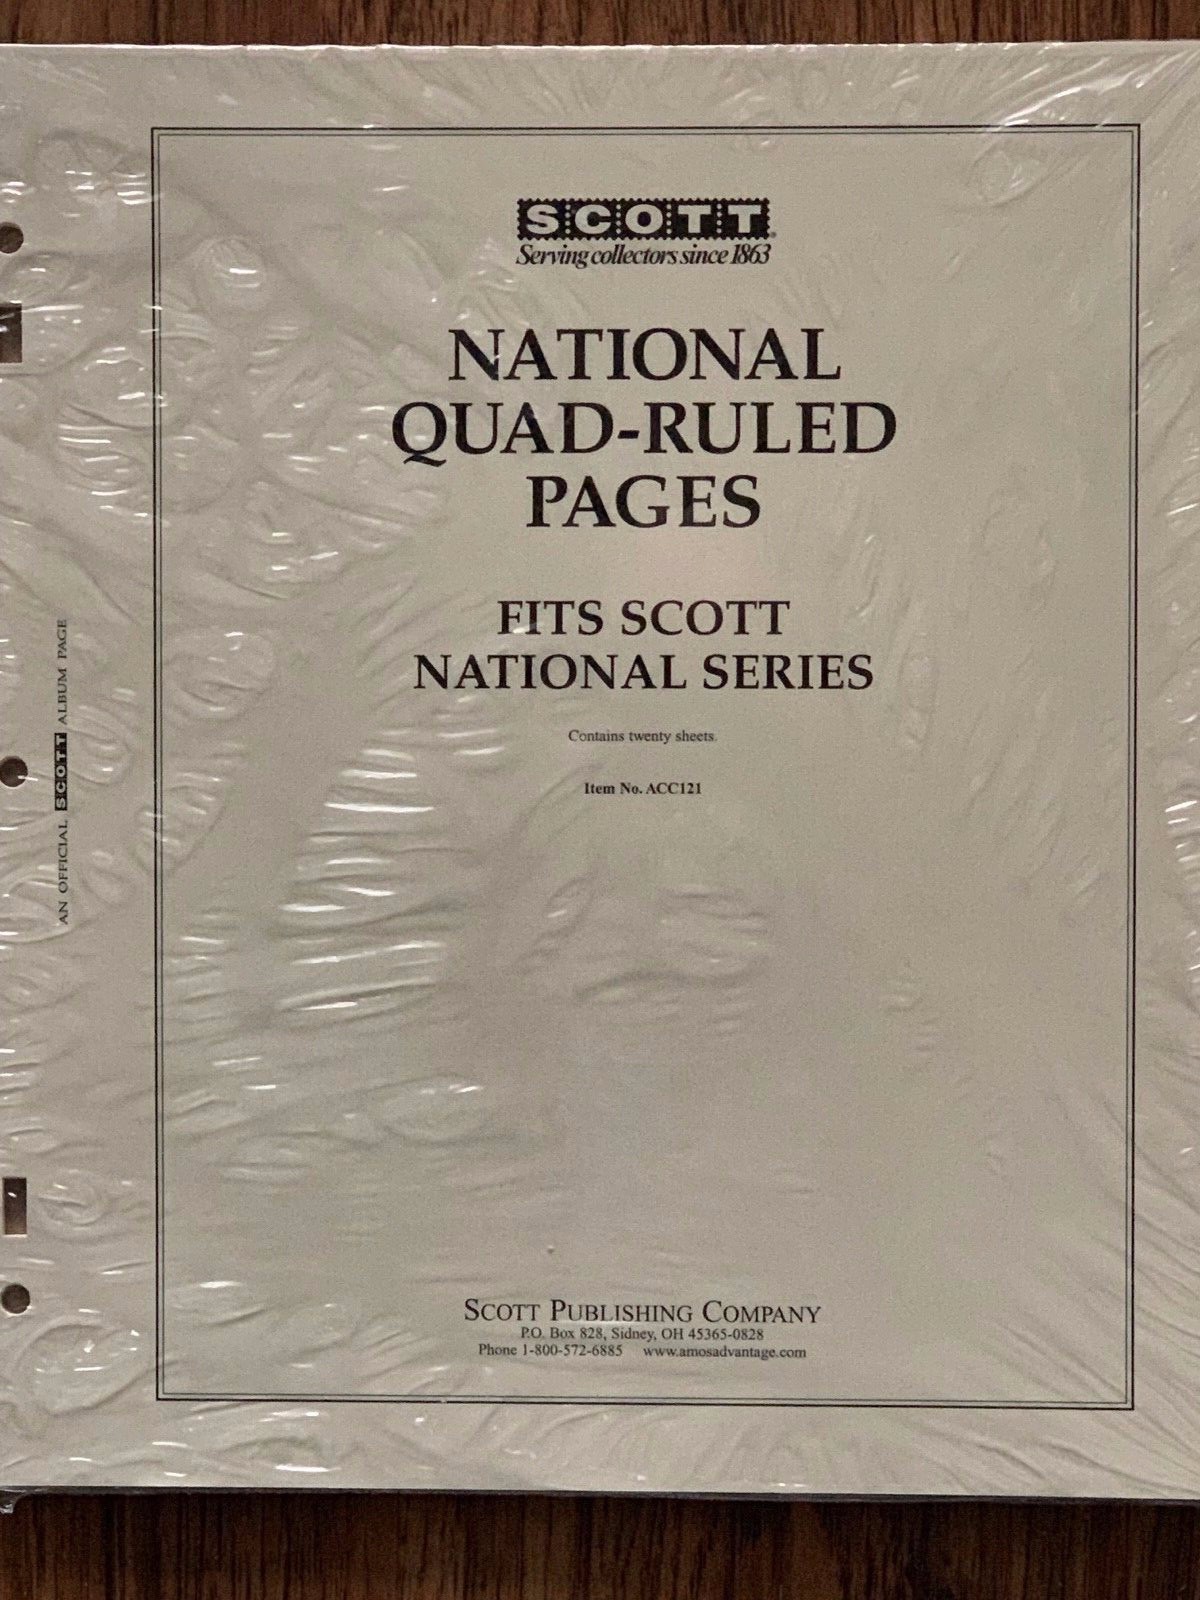 SCOTT
Serving collectors since 1863
NATIONAL
QUAD-RULED
PAGES
FITS SCOTT
NATIONAL SERIES
Contains twenty sheets.
Item No. ACC121
AN OFFICIAL SCOTT ALBUM PAGE
SCOTT PUBLISHING COMPANY
P.O. Box 828, Sidney, OH 45365-0828
Phone 1-800-572-6885 www.amosadvantage.com